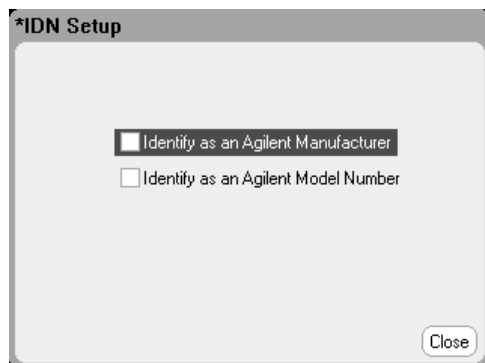 *IDN Setup
Identify as an Agilent Manufacturer
Identify as an Agilent Model Number
Close